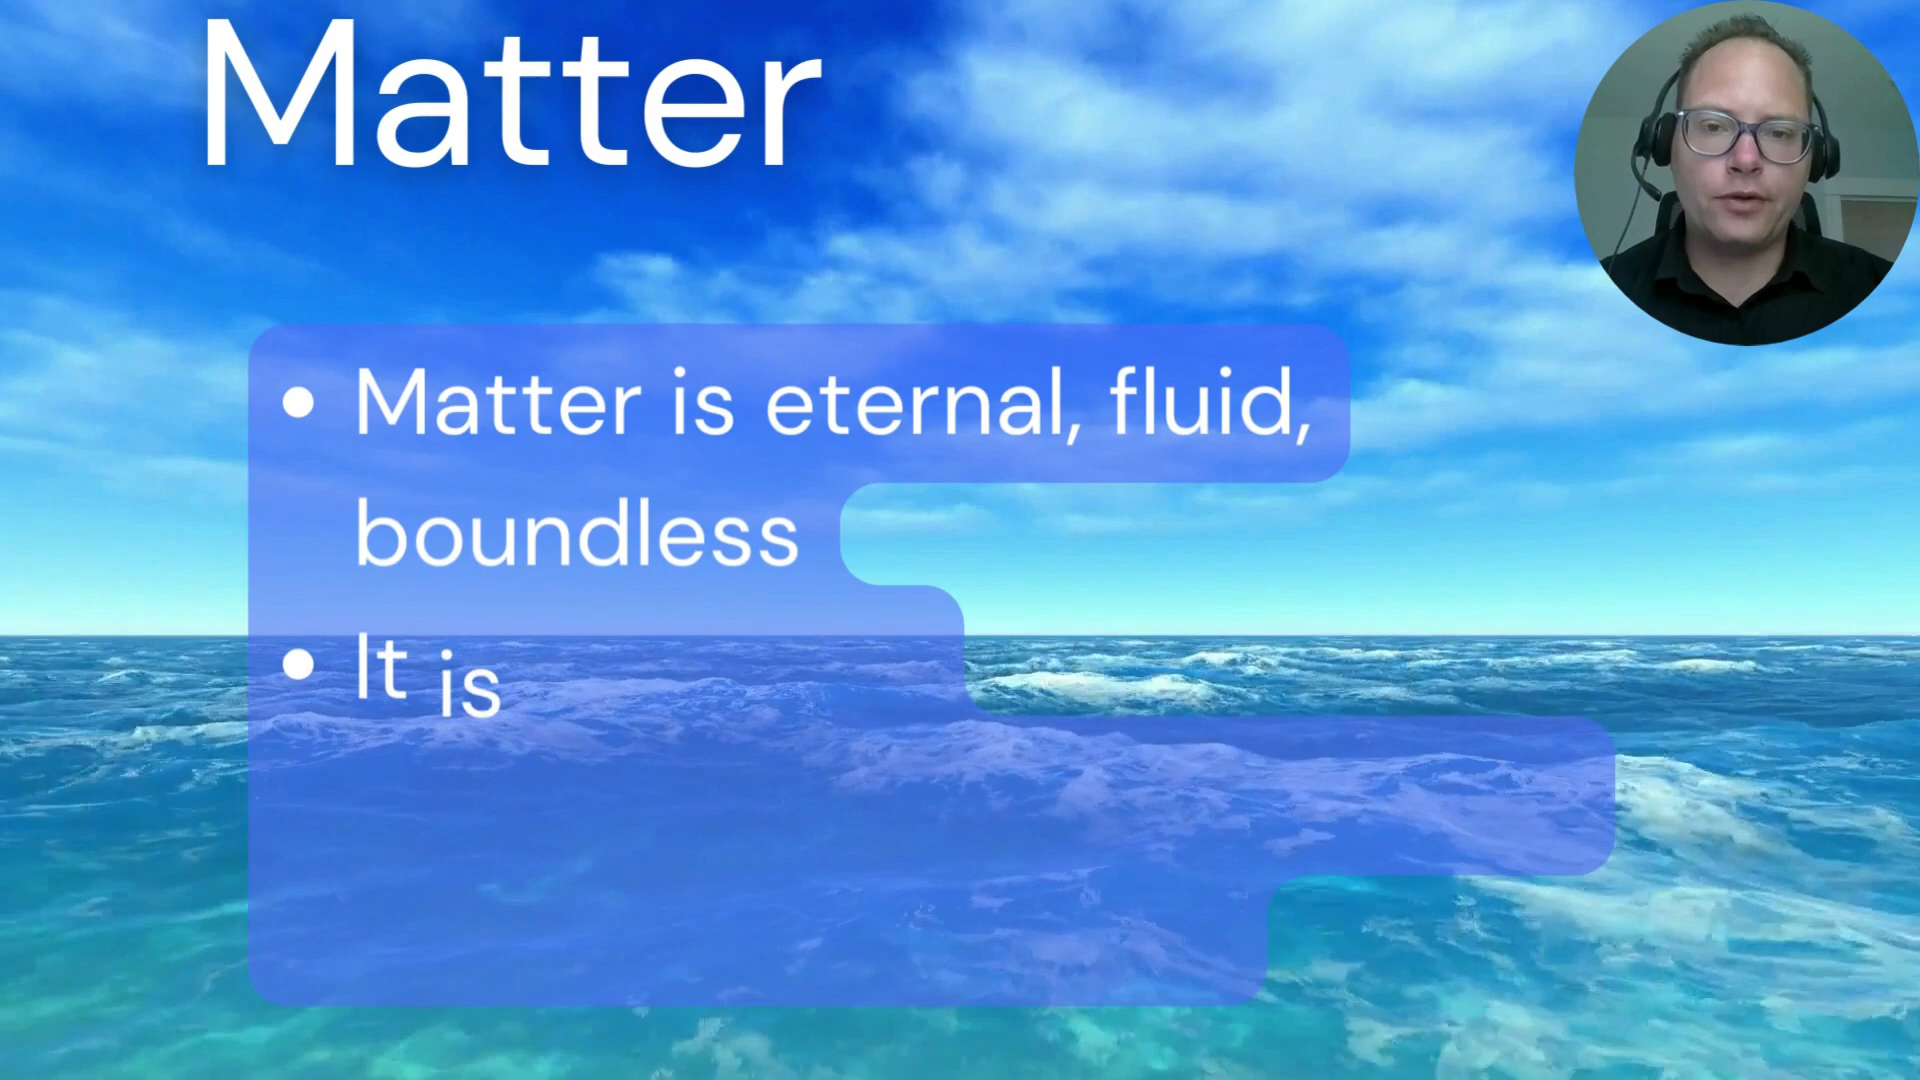 Matter
• Matter is eternal, fluid,
boundless
• It is